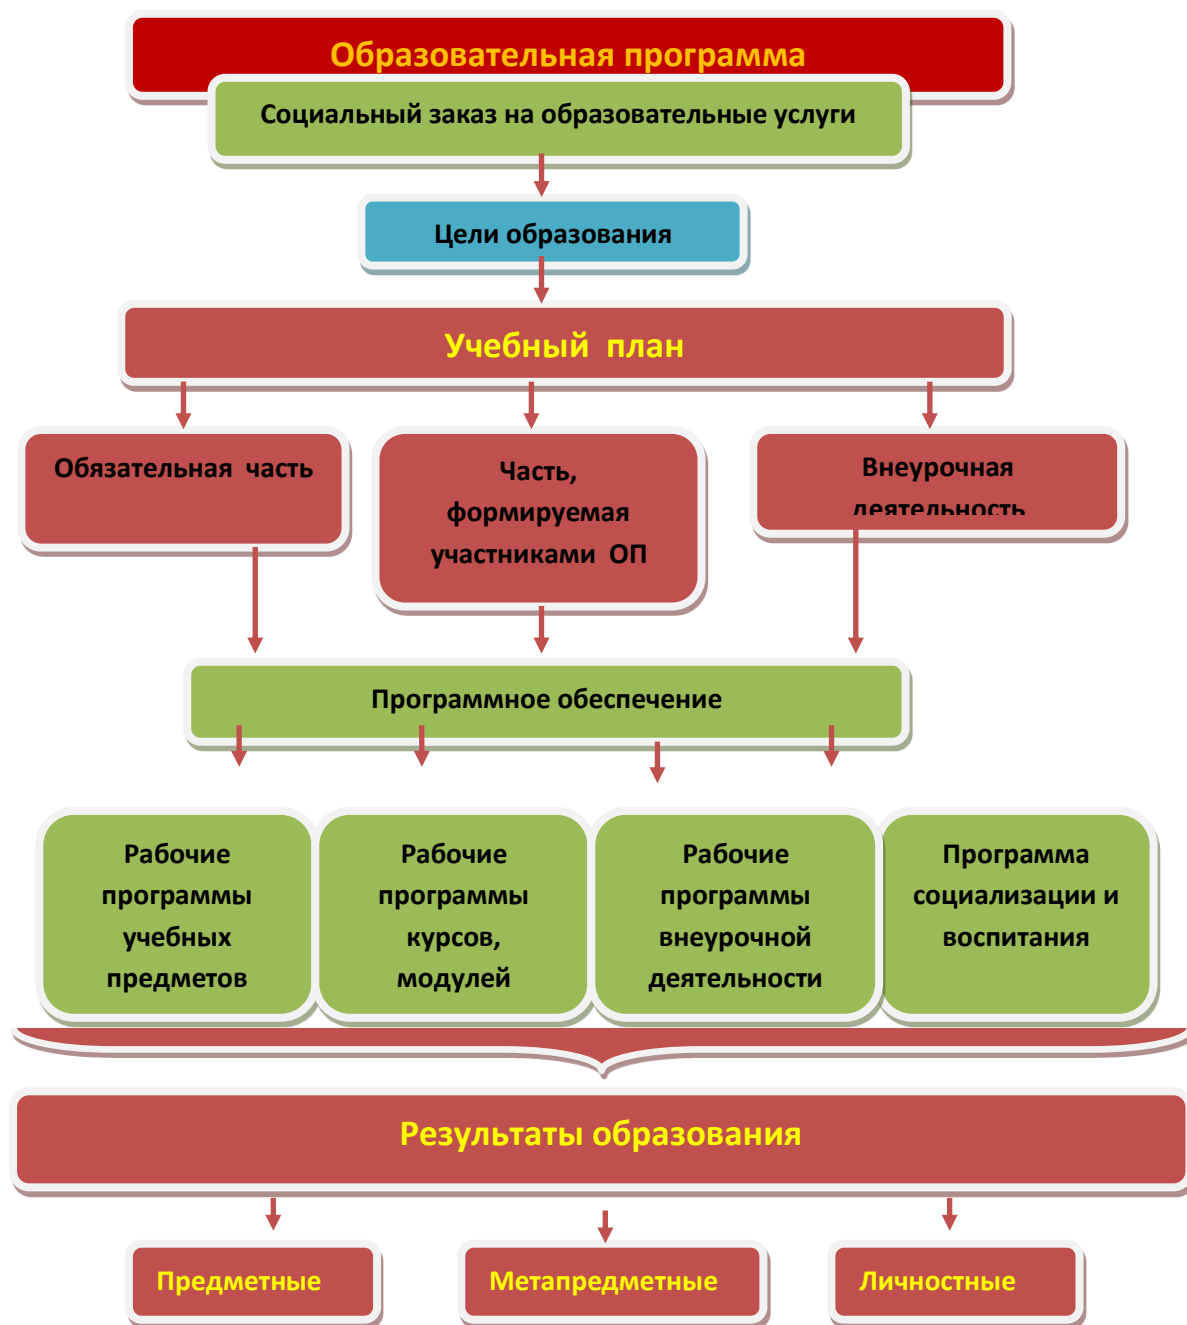 Образовательная программа
Социальный заказ на образовательные услуги
Цели образования
Учебный план
Обязательная часть
Часть,
формируемая
участниками ОП
Внеурочная
деятельность
Программное обеспечение
Рабочие
программы
учебных
предметов
Рабочие
программы
курсов,
модулей
Рабочие
программы
внеурочной
деятельности
Программа
социализации и
воспитания
Результаты образования
Предметные
Метапредметные
Личностные